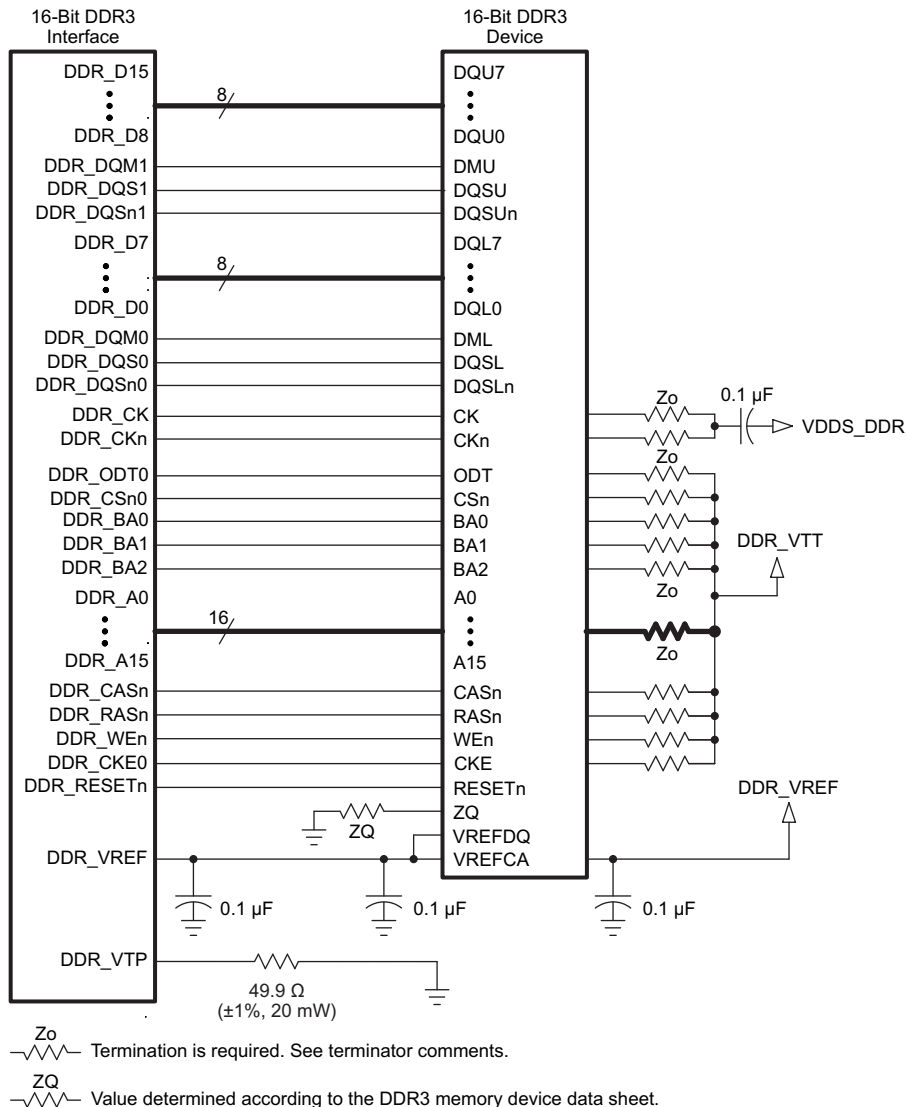 16-Bit DDR3
Interface
16-Bit DDR3
Device
DDR_D15
8
DQU7
DDR_D8
DQU0
DDR_DQM1
DMU
DDR_DQS1
DQSU
DDR_DQSn1
DQSUn
DDR_D7
8
DQL7
DDR_D0
DQL0
DDR_DQM0
DML
DDR_DQS0
DQSL
DDR_DQSn0
DQSLn
Zo
0.1 µF
DDR_CK
CK
VDDS_DDR
DDR_CKn
CKn
Zo
DDR_ODT0
ODT
DDR_CSn0
CSn
DDR_BA0
BA0
DDR_BA1
BA1
DDR_VTT
DDR_BA2
BA2
Zo
DDR_A0
A0
16
Zo
DDR_A15
A15
DDR_CASn
CASn
DDR_RASn
RASn
DDR_WEn
WEn
DDR_CKE0
CKE
DDR_RESETn
RESETn
DDR_VREF
ZQ
ZQ
VREFDQ
DDR_VREF
VREFCA
0.1 µF
0.1 µF
0.1 µF
DDR_VTP
49.9 Ω
(±1%, 20 mW)
Zo
Termination is required. See terminator comments.
ZQ
Value determined according to the DDR3 memory device data sheet.